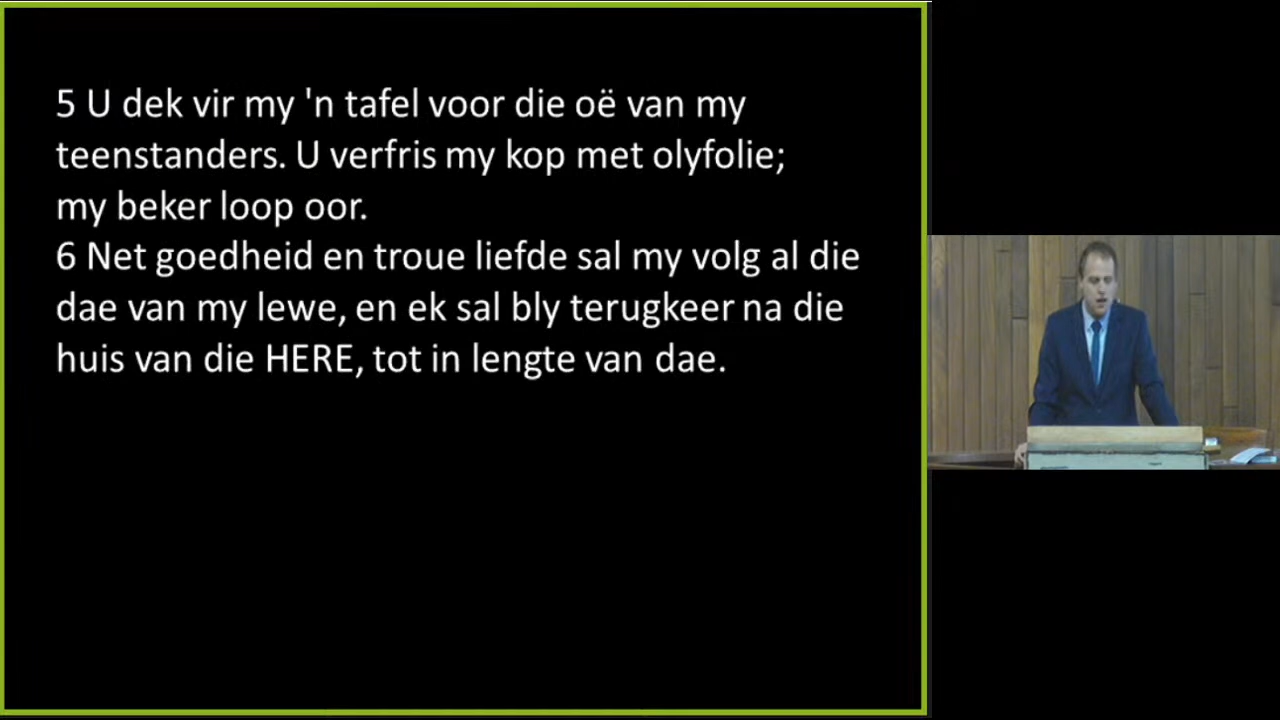 5 U dek vir my 'n tafel voor die oë van my
teenstanders. U verfris my kop met olyfolie;
my beker loop oor.
6 Net goedheid en troue liefde sal my volg al die
dae van my lewe, en ek sal bly terugkeer na die
huis van die HERE, tot in lengte van dae.